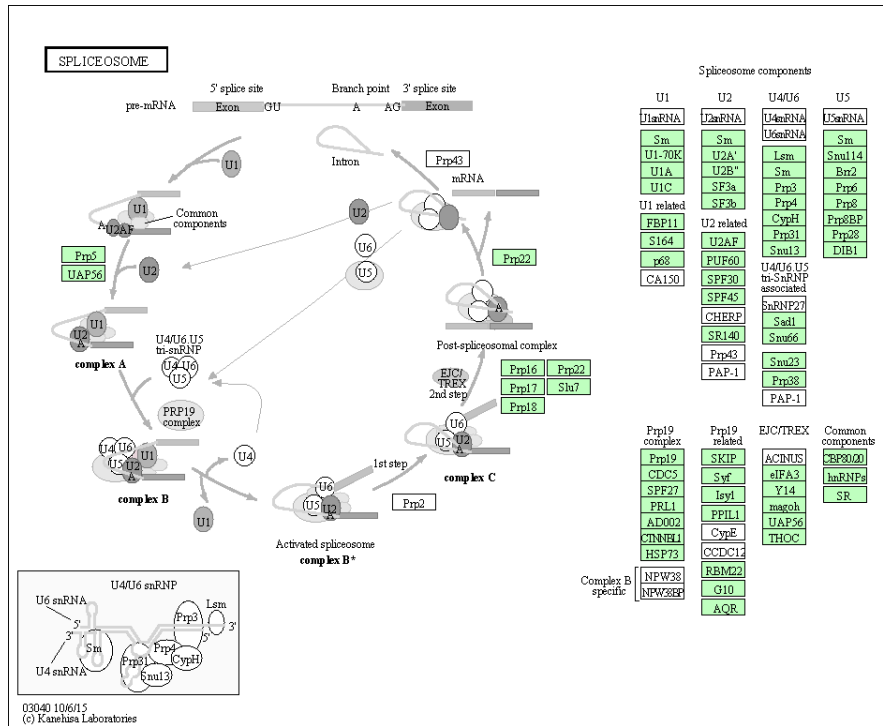 SPLICEOSOME
5' splice site
Branch point
3' splice site
pre-mRNA
Exon
GU
A
AG
Exon
U1
Intron
Prp43
mRNA
U1
A
U2AF
Common
components
U2
U6
U5
Prp22
Prp5
UAP56
U2
U1
U2
A
complex A
U4/U6.U5
tri-snRNP
U4
U6
U5
PRP19
complex
A
Post-spliceosomal complex
EJC/
TREX
2nd step
Prp16
Prp22
Prp17
Slu7
Prp18
U4
U6
U1
U5
U2
A
complex B
U4
U1
1st step
U6
U5
U2
A
Prp2
U6
U5
U2
A
complex C
Activated spliceosome
complex B*
U4/U6 snRNP
U6 snRNA
5'
3'
U4 snRNA
Sm
Prp3
Lsm
3'
5'
Prp4
CypH
Prp31
Snu13
03040 10/6/15
(c) Kanehisa Laboratories
Spliceosome components
U1
U1snRNA
Sm
U1-70K
U1A
U1C
U1 related
FBP11
S164
p68
CA150
U2
U2snRNA
Sm
U2A'
U2B"
SF3a
SF3b
U2 related
U2AF
PUF60
SPF30
SPF45
CHERP
SR140
Prp43
PAP-1
U4/U6
U4snRNA
U6snRNA
Lsm
Sm
Prp3
Prp4
CypH
Prp31
Snu13
U4/U6.U5
tri-SnRNP
associated
SnRNP27
Sad1
Snu66
Snu23
Prp38
PAP-1
U5
U5snRNA
Sm
Snu114
Brr2
Prp6
Prp8
Prp8BP
Prp28
DIB1
Prp19
complex
Prp19
CDC5
SPF27
PRL1
AD002
CTNNBL1
HSP73
Complex B
specific
NPW38
NPW38BP
Prp19
related
SKIP
Syf
Isy1
PPIL1
CypE
CCDC12
RBM22
G10
AQR
EJC/TREX
ACINUS
eIFA3
Y14
magoh
UAP56
THOC
Common
components
CBP80/20
hnRNPs
SR